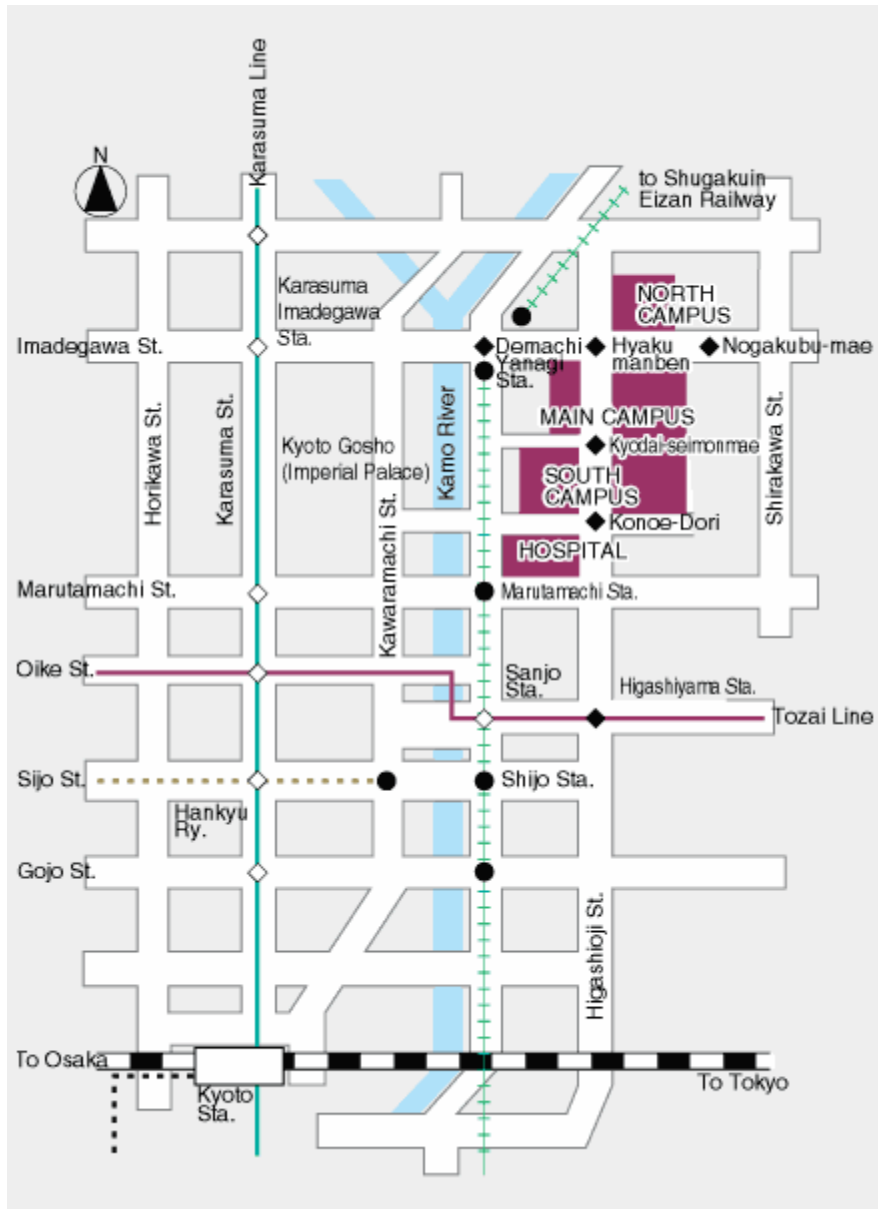 Karasuma Line
N
to Shugakuin
Eizan Railway
Karasuma
Imadegawa
Sta.
NORTH
CAMPUS
Imadegawa St.
Demachi
Yanagi
Sta.
Hyaku
manben
Nogakubu-mae
MAIN CAMPUS
Kyodai-seimonmae
Horikawa St.
Karasuma St.
Kyoto Gosho
(Imperial Palace)
Kamo River
Shirakawa St.
SOUTH
CAMPUS
Kawaramachi St.
Konoe-Dori
HOSPITAL
Marutamachi St.
Marutamachi Sta.
Oike St.
Sanjo
Sta.
Higashiyama Sta.
Tozai Line
Sijo St.
Shijo Sta.
Hankyu
Ry.
Gojo St.
Higashioji St.
To Osaka
Kyoto
Sta.
To Tokyo